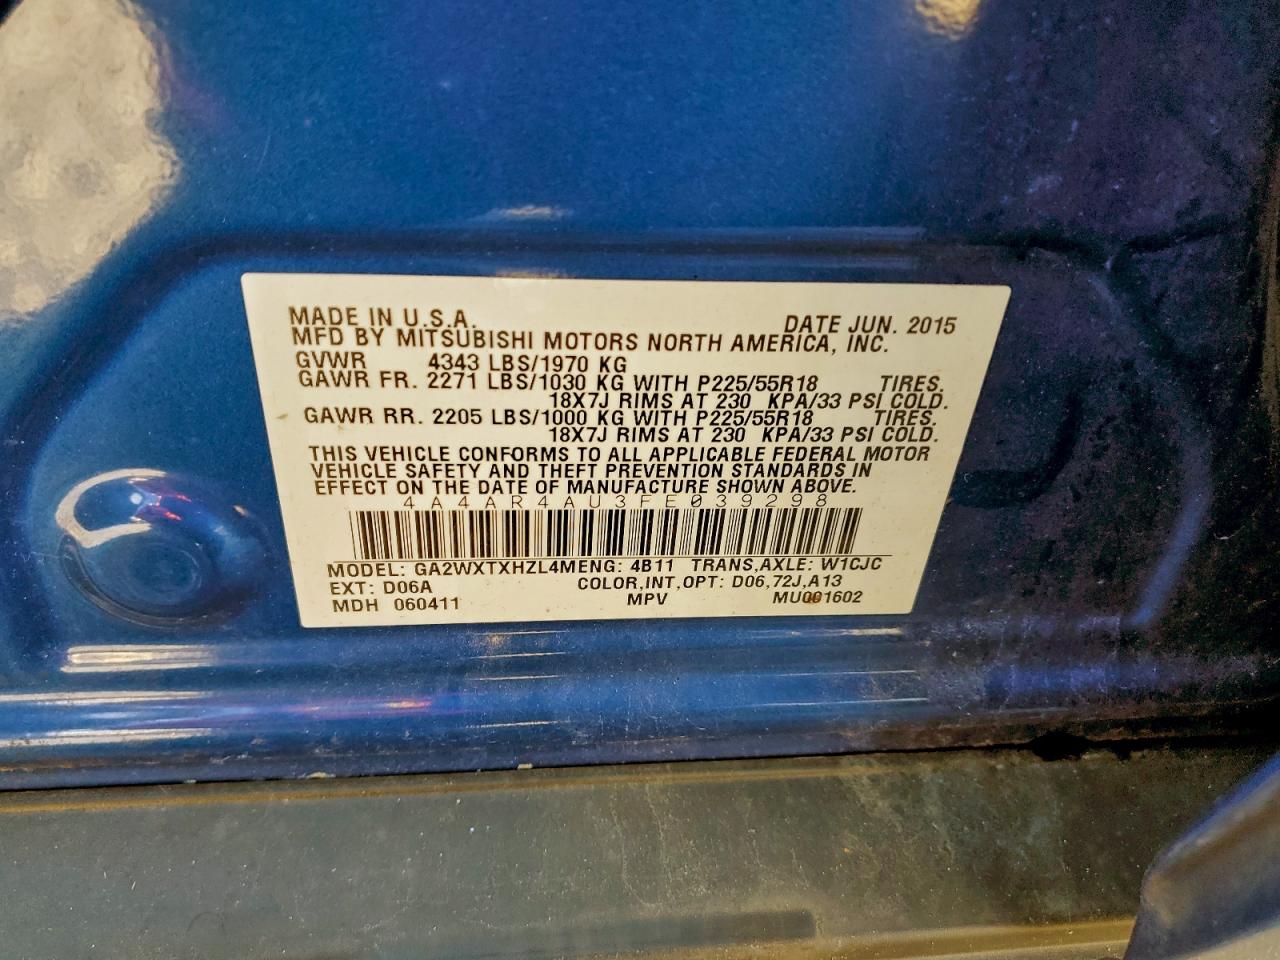 MADE IN U.S.A. DATE JUN. 2015
MFD BY MITSUBISHI MOTORS NORTH AMERICA, INC.
GVWR 4343 LBS/1970 KG
GAWR FR. 2271 LBS/1030 KG WITH P225/55R18 TIRES.
18X7J RIMS AT 230 KPA/33 PSI COLD.
GAWR RR. 2205 LBS/1000 KG WITH P225/55R18 TIRES.
18X7J RIMS AT 230 KPA/33 PSI COLD.
THIS VEHICLE CONFORMS TO ALL APPLICABLE FEDERAL MOTOR
VEHICLE SAFETY AND THEFT PREVENTION STANDARDS IN
EFFECT ON THE DATE OF MANUFACTURE SHOWN ABOVE.
4A4AR4AU3FE039298
MODEL: GA2WXTXHZL4MENG: 4B11 TRANS,AXLE: W1CJC
EXT: D06A COLOR,INT,OPT: D06,72J,A13
MDH 060411 MPV MU001602